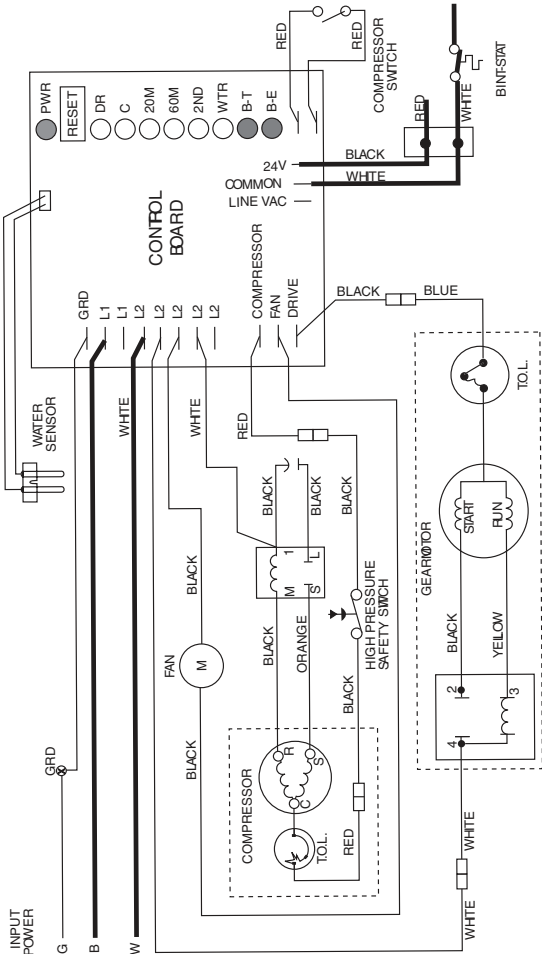 PWR
RESET
DR
C
20M
60M
2ND
WTR
B-T
B-E
RED
RED
COMPRESSOR
SWITCH
RED
WHITE
BINT-STAT
24V
COMMON
LINE VAC
BLACK
WHITE
CONTROL
BOARD
GRD
L1
L1
L2
L2
L2
L2
COMPRESSOR
FAN
DRIVE
BLACK
BLUE
WATER
SENSOR
WHITE
WHITE
RED
BLACK
BLACK
BLACK
1
L
M
S
BLACK
FAN
M
BLACK
BLACK
ORANGE
HIGH PRESSURE
SAFETY SWITCH
BLACK
COMPRESSOR
R
S
C
T.O.L.
RED
T.O.L.
GEARMOTOR
START
RUN
BLACK
YELLOW
2
3
4
WHITE
WHITE
GRD
INPUT
POWER
G
B
W